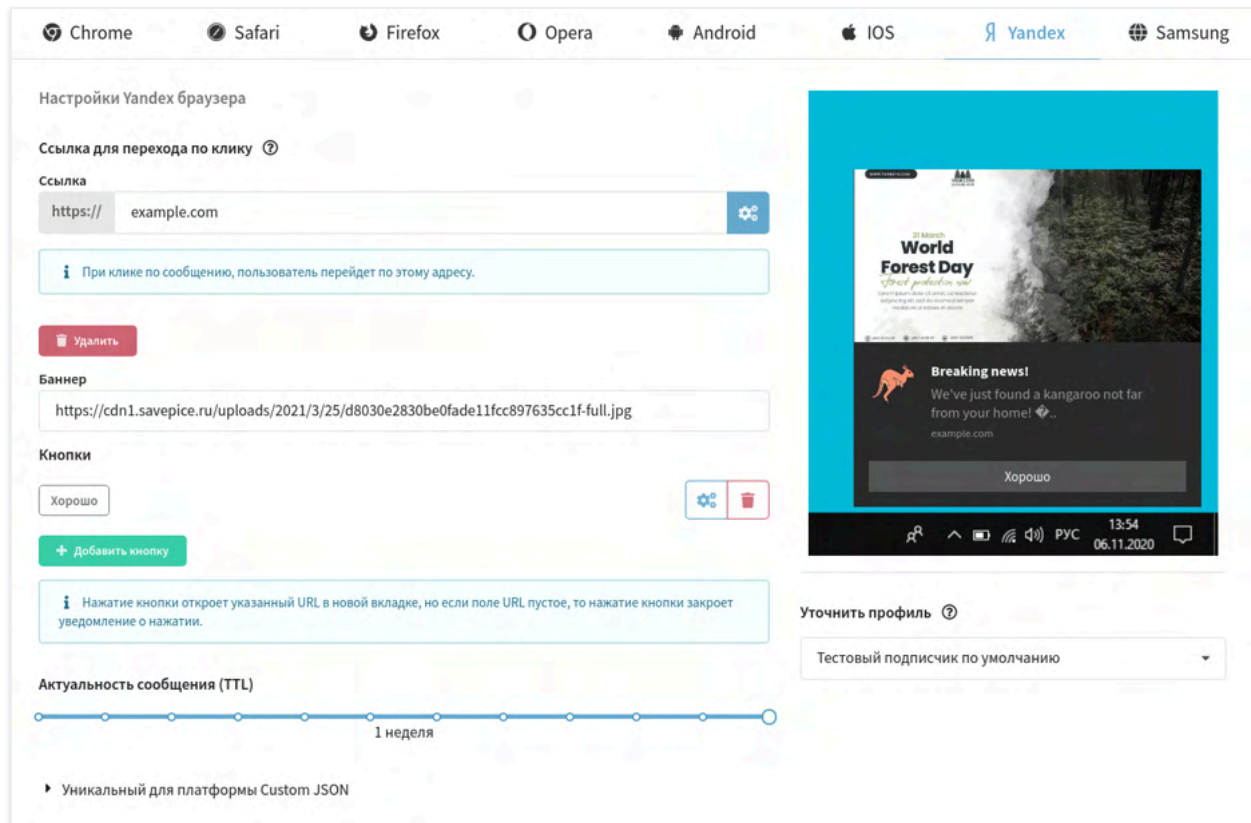 Chrome Safari Firefox Opera Android IOS Yandex Samsung
Настройки Yandex браузера
Ссылка для перехода по клику
Ссылка
https:// example.com
При клике по сообщению, пользователь перейдет по этому адресу.
Удалить
Баннер
https://cdn1.savepice.ru/uploads/2021/3/25/d8030e2830be0fade11fcc897635cc1f-full.jpg
Кнопки
Хорошо
+ Добавить кнопку
Нажатие кнопки откроет указанный URL в новой вкладке, но если поле URL пустое, то нажатие кнопки закроет
уведомление о нажатии.
Актуальность сообщения (TTL)
1 неделя
Уникальный для платформы Custom JSON
21 March
World
Forest Day
forest protection now
Breaking news!
We've just found a kangaroo not far
from your home! �..
example.com
Хорошо
РУС
13:54
06.11.2020
Уточнить профиль
Тестовый подписчик по умолчанию